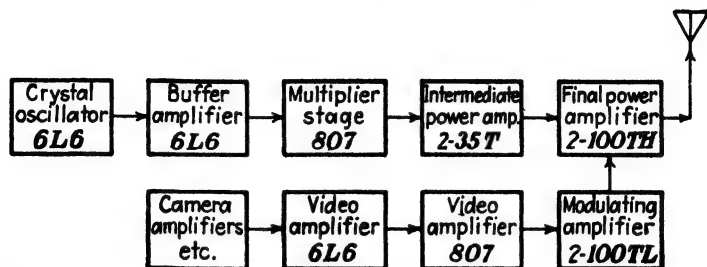 Crystal
oscillator
6L6
Buffer
amplifier
6L6
Multiplier
stage
807
Intermediate
power amp.
2-35T
Final power
amplifier
2-100TH
Camera
amplifiers
etc.
Video
amplifier
6L6
Video
amplifier
807
Modulating
amplifier
2-100TL